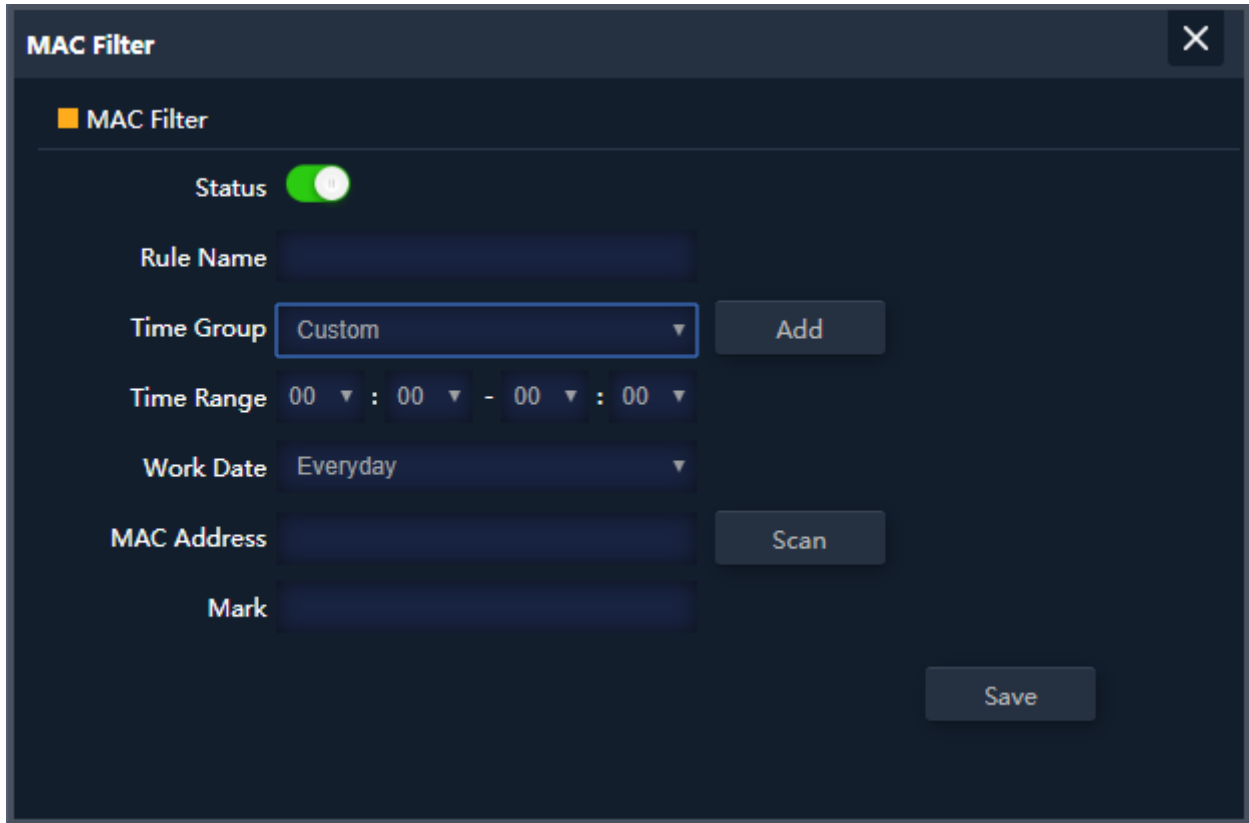 MAC Filter
MAC Filter
Status
Rule Name
Time Group Custom Add
Time Range 00 : 00 - 00 : 00
Work Date Everyday
MAC Address Scan
Mark
Save